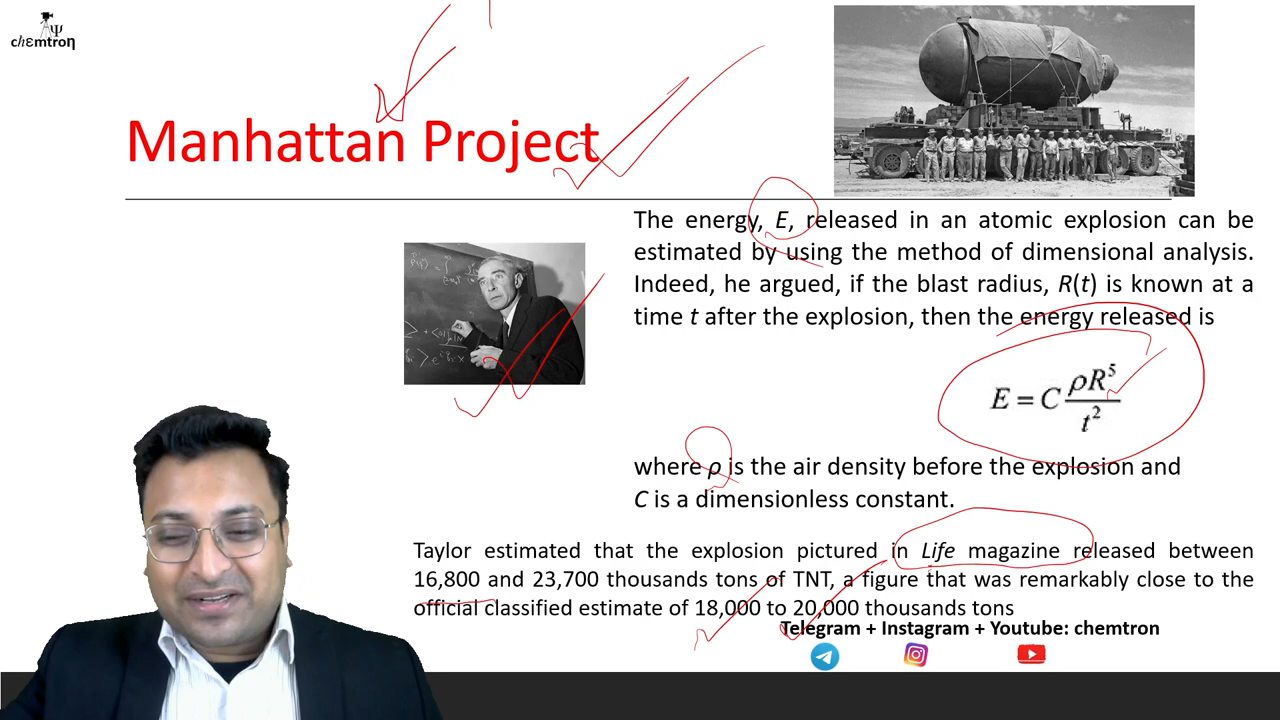 Ψ
chεmtroη
Manhattan Project
The energy, E, released in an atomic explosion can be
estimated by using the method of dimensional analysis.
Indeed, he argued, if the blast radius, R(t) is known at a
time t after the explosion, then the energy released is
E = C ρR⁵ / t²
where ρ is the air density before the explosion and
C is a dimensionless constant.
Taylor estimated that the explosion pictured in Life magazine released between
16,800 and 23,700 thousands tons of TNT, a figure that was remarkably close to the
official classified estimate of 18,000 to 20,000 thousands tons
Telegram + Instagram + Youtube: chemtron